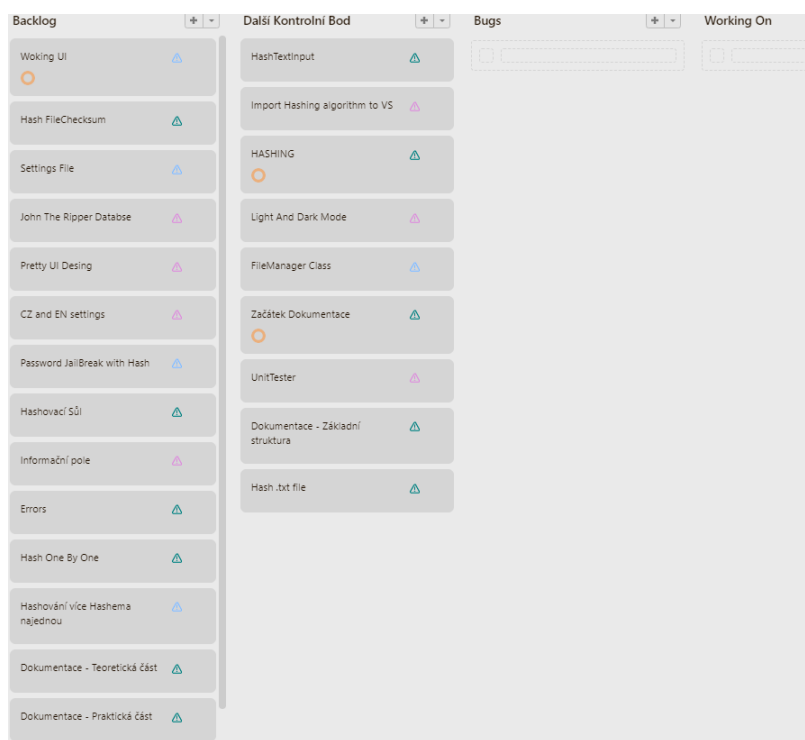 Backlog
Woking UI
Hash FileChecksum
Settings File
John The Ripper Databse
Pretty UI Desing
CZ and EN settings
Password JailBreak with Hash
Hashovací Sůl
Informační pole
Errors
Hash One By One
Hashování více Hashema
najednou
Dokumentace - Teoretická část
Dokumentace - Praktická část
Další Kontrolní Bod
HashTextInput
Import Hashing algorithm to VS
HASHING
Light And Dark Mode
FileManager Class
Začátek Dokumentace
UnitTester
Dokumentace - Základní
struktura
Hash .txt file
Bugs
Working On